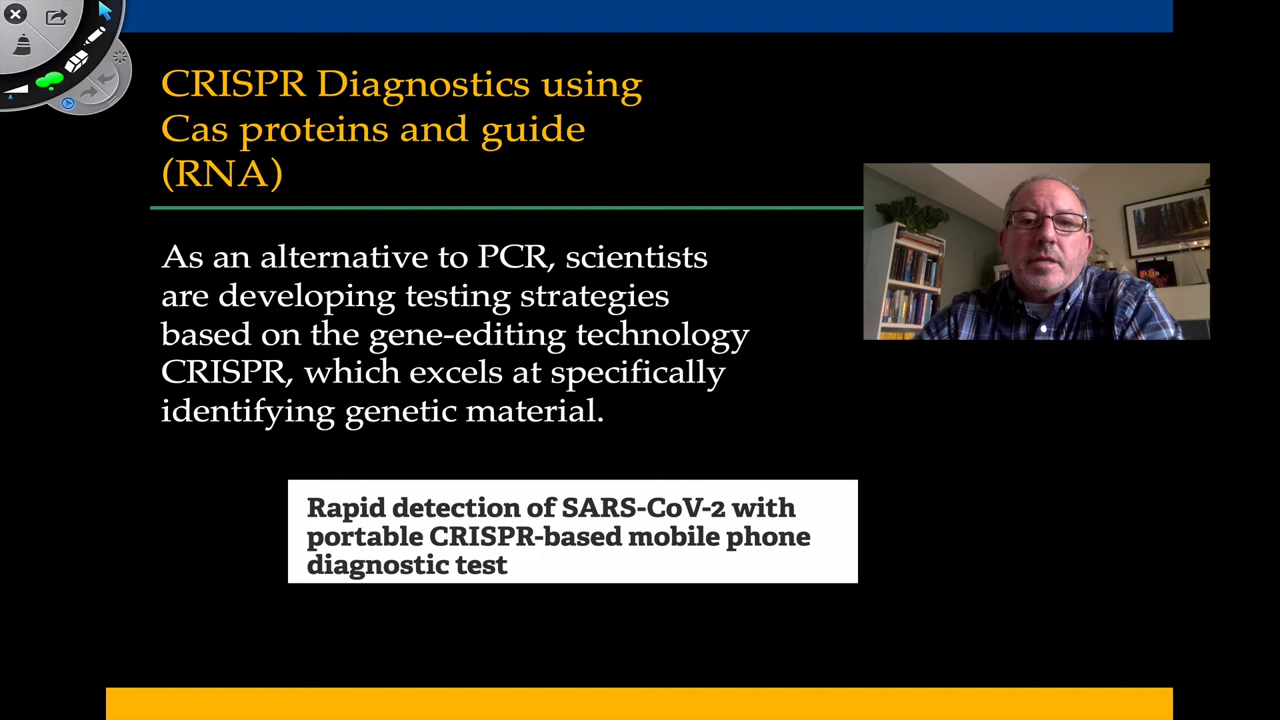 CRISPR Diagnostics using
Cas proteins and guide
(RNA)
As an alternative to PCR, scientists
are developing testing strategies
based on the gene-editing technology
CRISPR, which excels at specifically
identifying genetic material.
Rapid detection of SARS-CoV-2 with
portable CRISPR-based mobile phone
diagnostic test